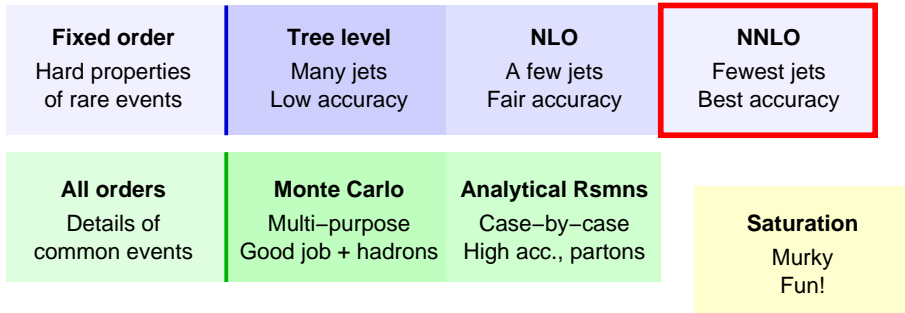 Fixed order
Hard properties
of rare events
Tree level
Many jets
Low accuracy
NLO
A few jets
Fair accuracy
NNLO
Fewest jets
Best accuracy
All orders
Details of
common events
Monte Carlo
Multi−purpose
Good job + hadrons
Analytical Rsmns
Case−by−case
High acc., partons
Saturation
Murky
Fun!